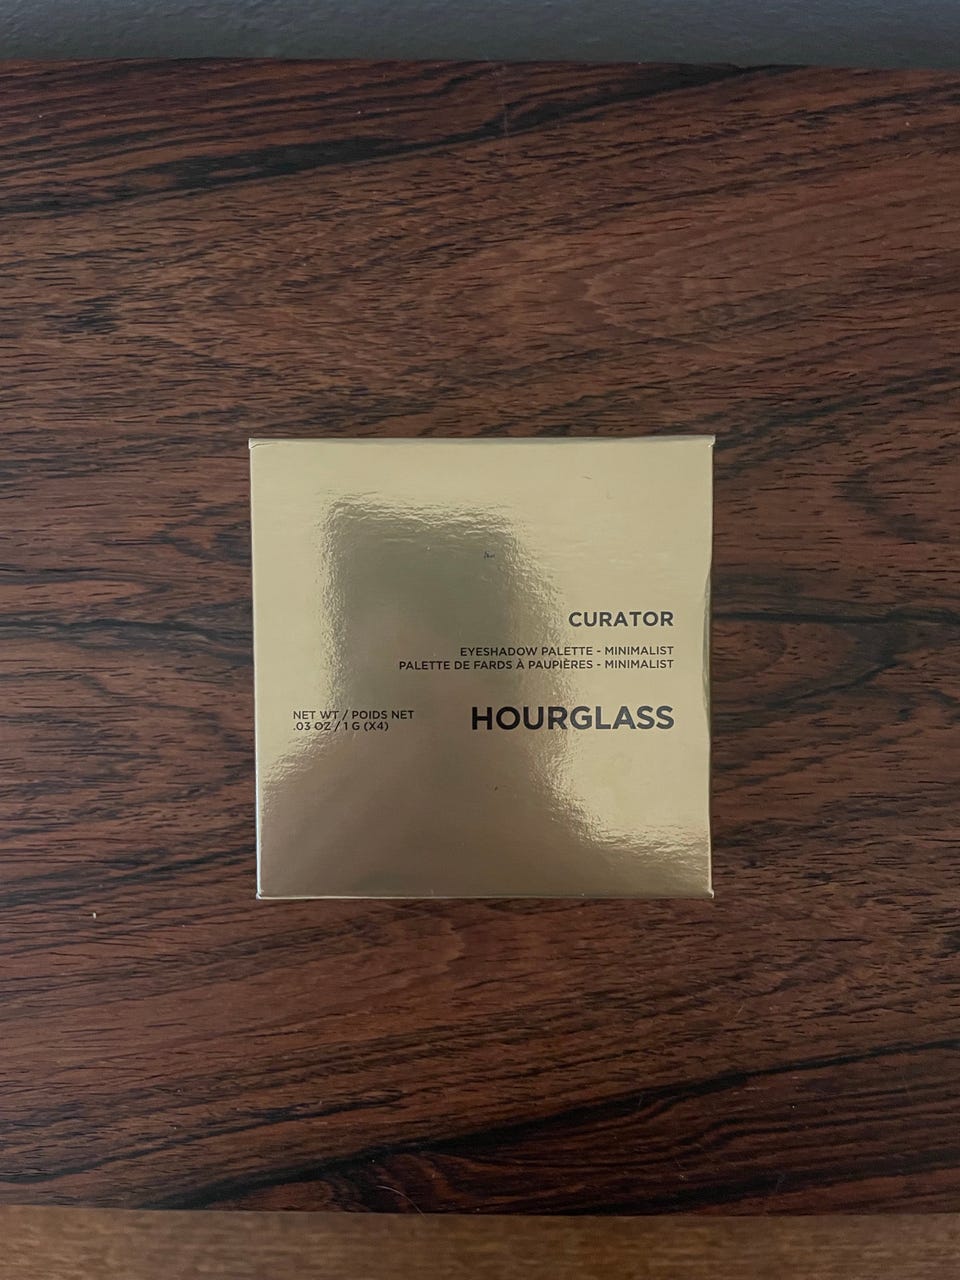 CURATOR
EYESHADOW PALETTE - MINIMALIST
PALETTE DE FARDS À PAUPIÈRES - MINIMALIST
NET WT / POIDS NET
.03 OZ / 1 G (X4)
HOURGLASS